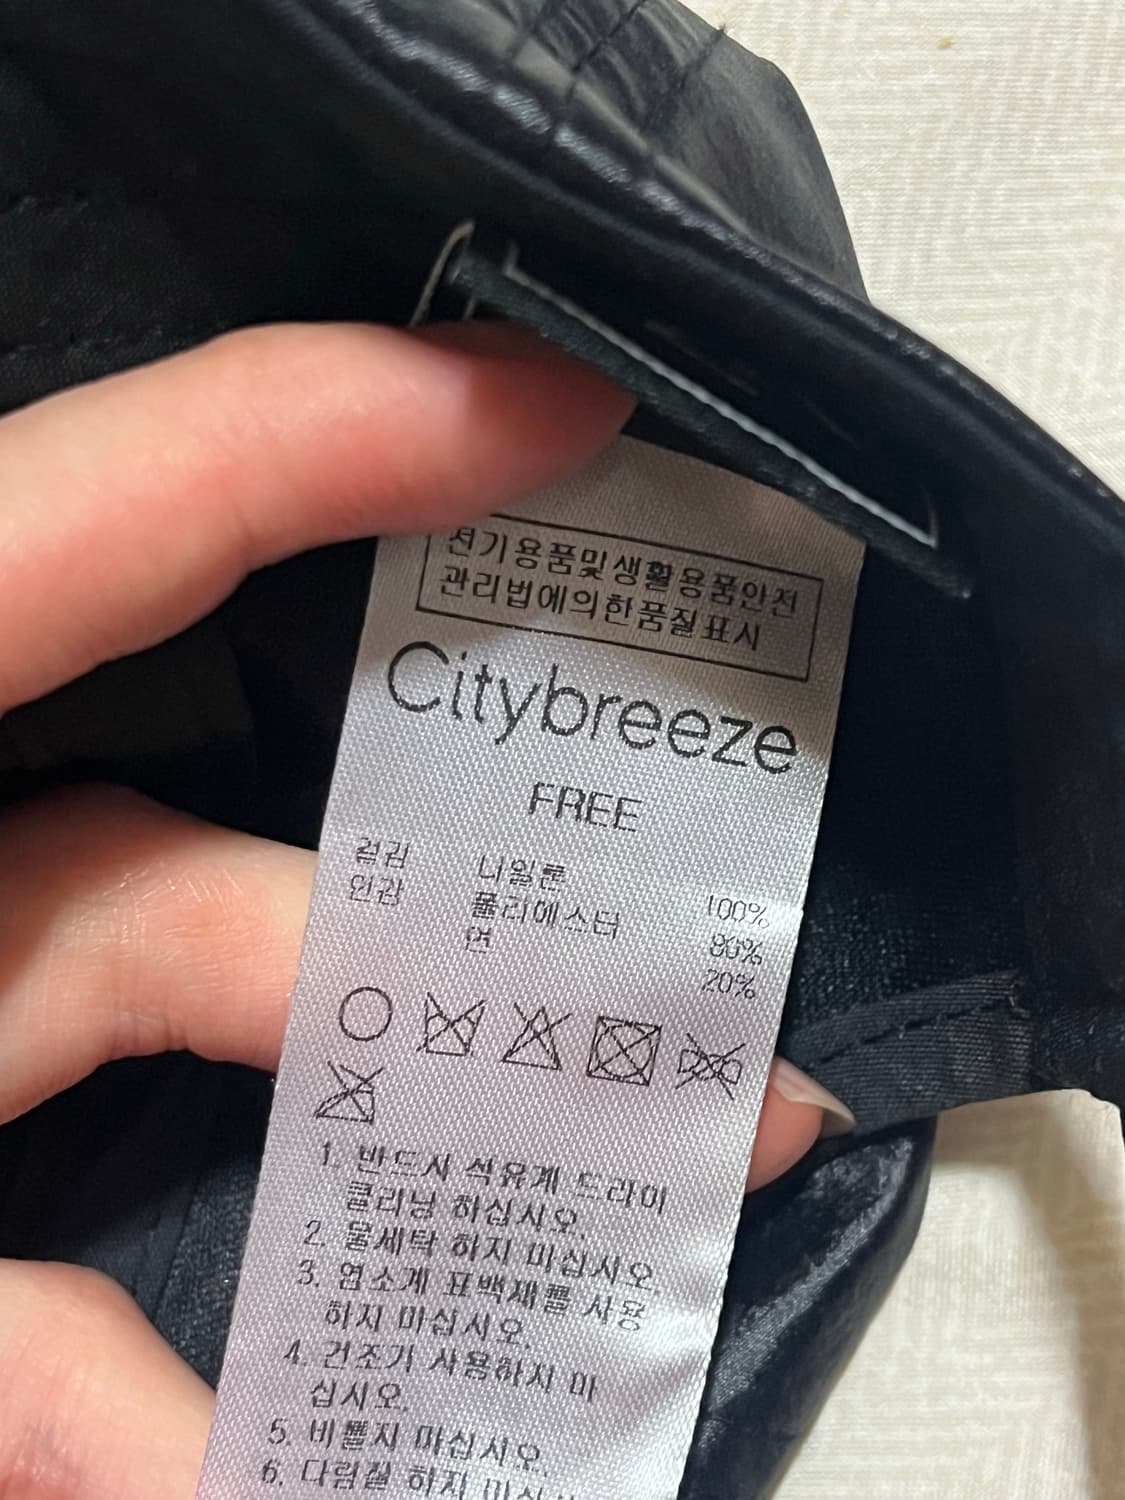 전기용품및생활용품안전
관리법에의한품질표시
Citybreeze
FREE
겉감 나일론 100%
안감 폴리에스터 80%
면 20%
1. 반드시 석유계 드라이
클리닝 하십시오.
2. 물세탁 하지 마십시오.
3. 염소계 표백제를 사용
하지 마십시오.
4. 건조기 사용하지 마
십시오.
5. 비틀지 마십시오.
6. 다림질 하지 마십시오